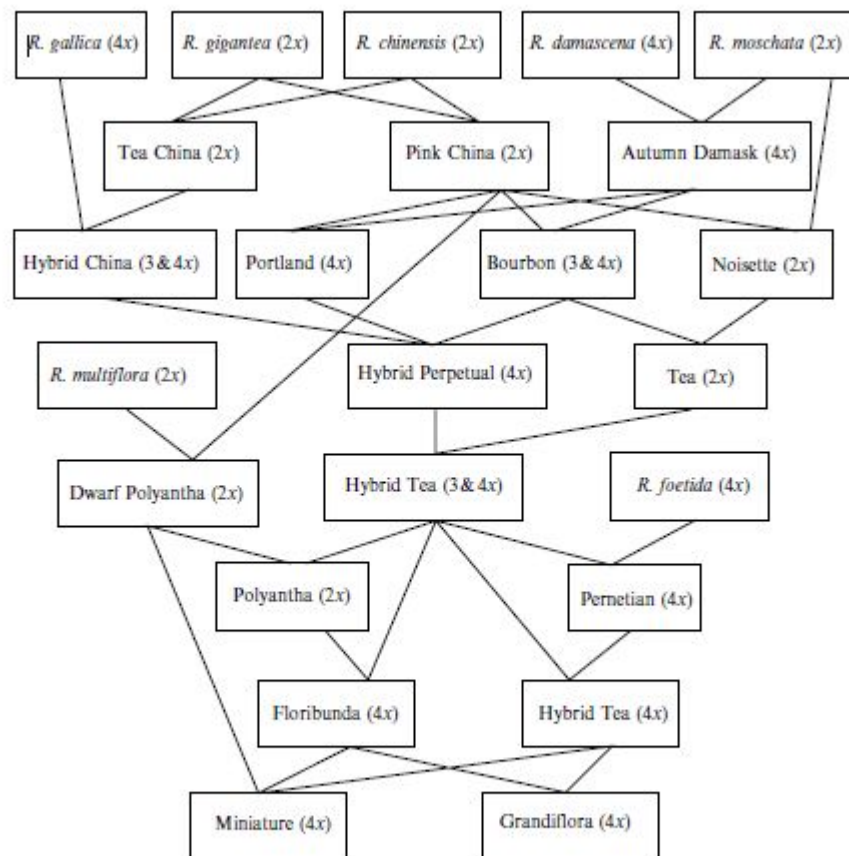 R. gallica (4x)
R. gigantea (2x)
R. chinensis (2x)
R. damascena (4x)
R. moschata (2x)
Tea China (2x)
Pink China (2x)
Autumn Damask (4x)
Hybrid China (3 & 4x)
Portland (4x)
Bourbon (3 & 4x)
Noisette (2x)
R. multiflora (2x)
Hybrid Perpetual (4x)
Tea (2x)
Dwarf Polyantha (2x)
Hybrid Tea (3 & 4x)
R. foetida (4x)
Polyantha (2x)
Pernetian (4x)
Floribunda (4x)
Hybrid Tea (4x)
Miniature (4x)
Grandiflora (4x)